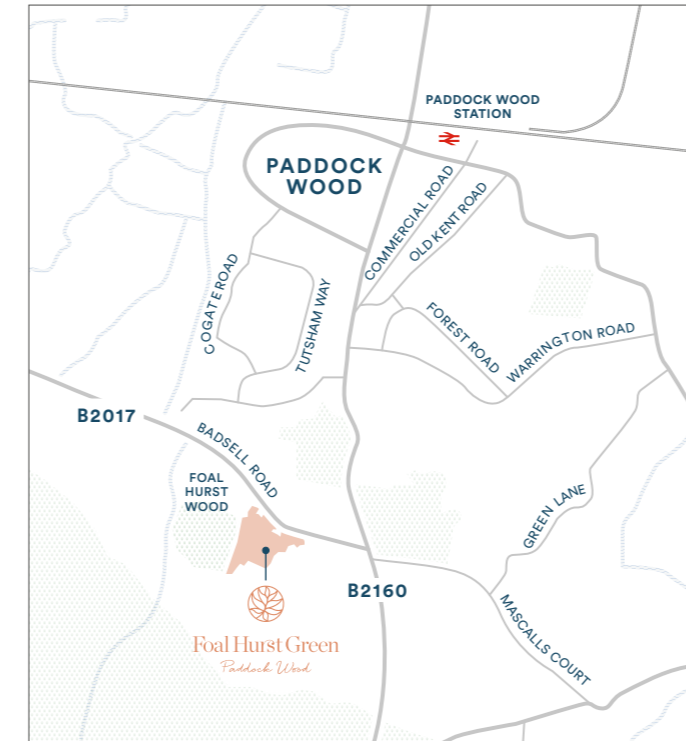 PADDOCK WOOD
STATION
PADDOCK
WOOD
COMMERCIAL ROAD
OLD KENT ROAD
COGATE ROAD
TUTSHAM WAY
FOREST ROAD
WARRINGTON ROAD
B2017
BADSELL ROAD
FOAL
HURST
WOOD
GREEN LANE
B2160
MASCALLS COURT
Foal Hurst Green
Paddock Wood